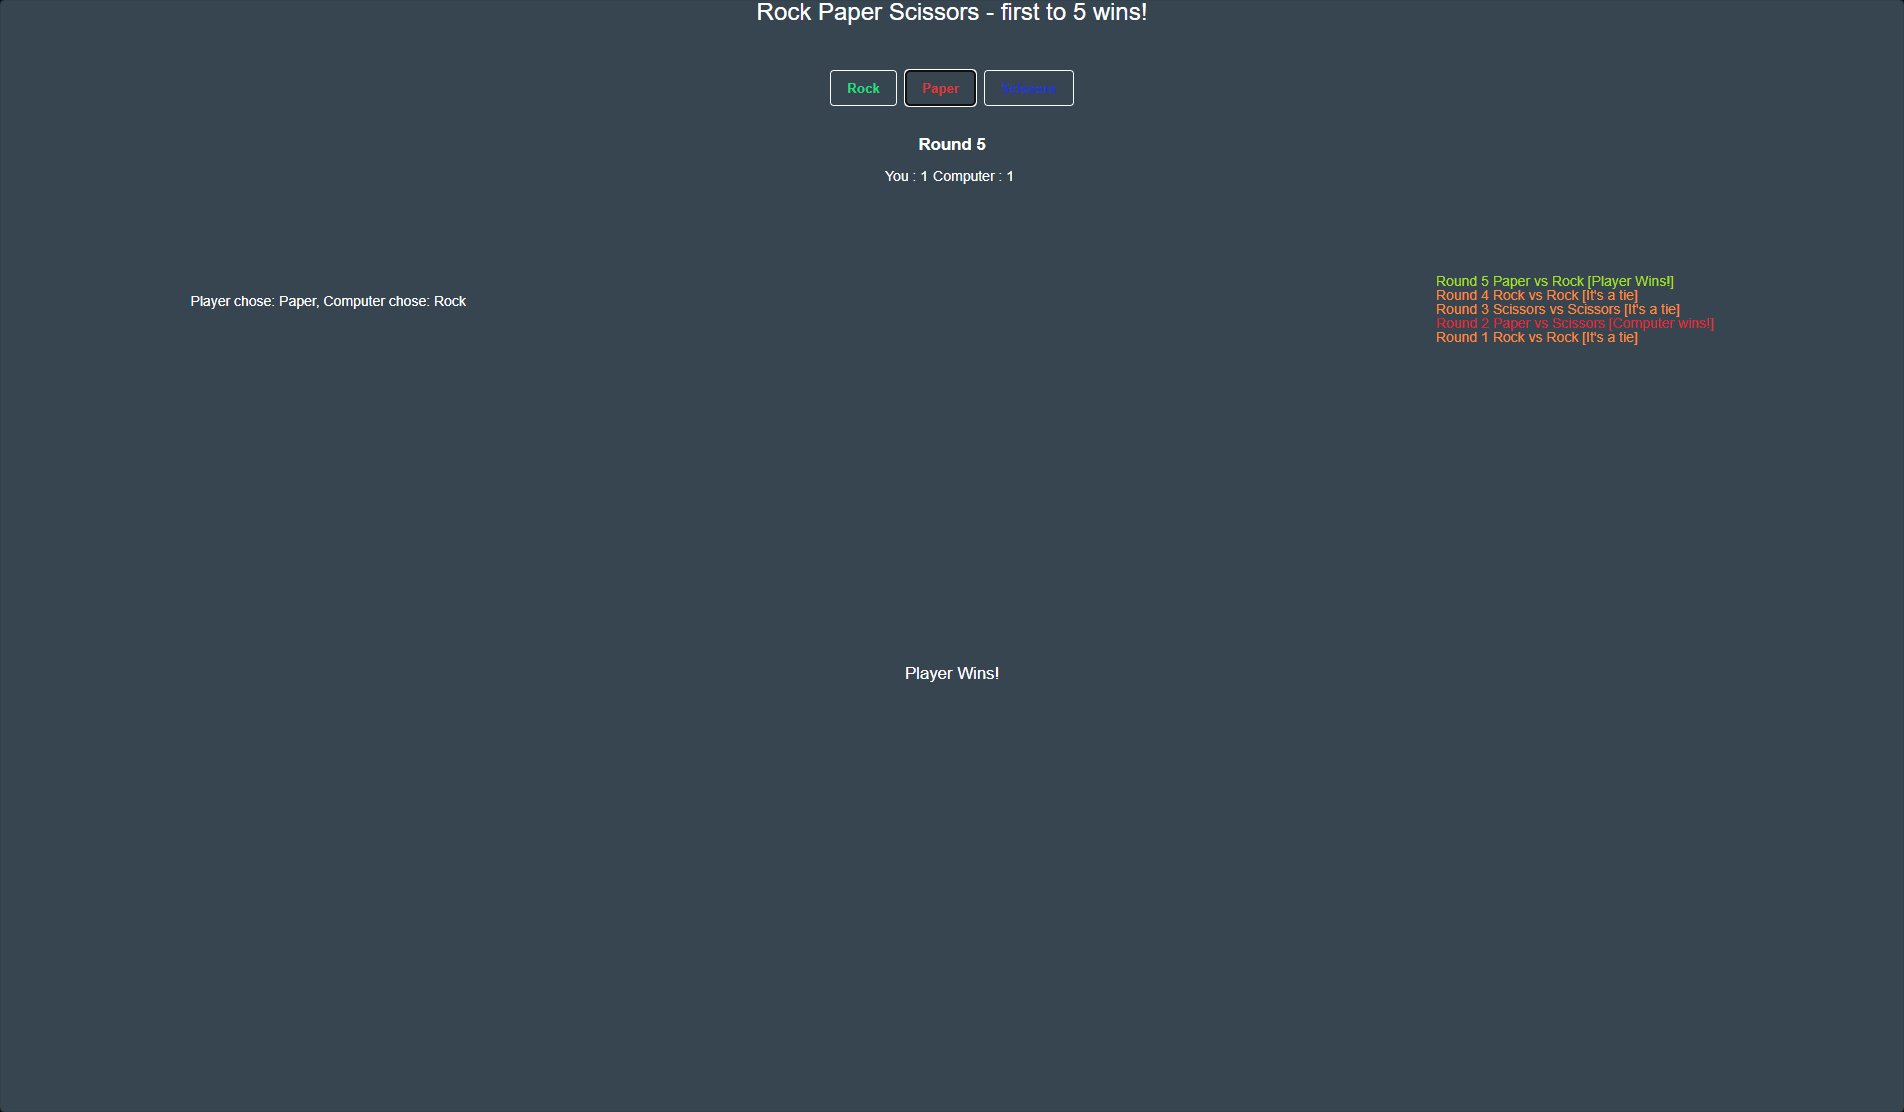 Rock Paper Scissors - first to 5 wins!
Rock Paper Scissors
Round 5
You : 1 Computer : 1
Player chose: Paper, Computer chose: Rock
Round 5 Paper vs Rock [Player Wins!]
Round 4 Rock vs Rock [It's a tie]
Round 3 Scissors vs Scissors [It's a tie]
Round 2 Paper vs Scissors [Computer wins!]
Round 1 Rock vs Rock [It's a tie]
Player Wins!